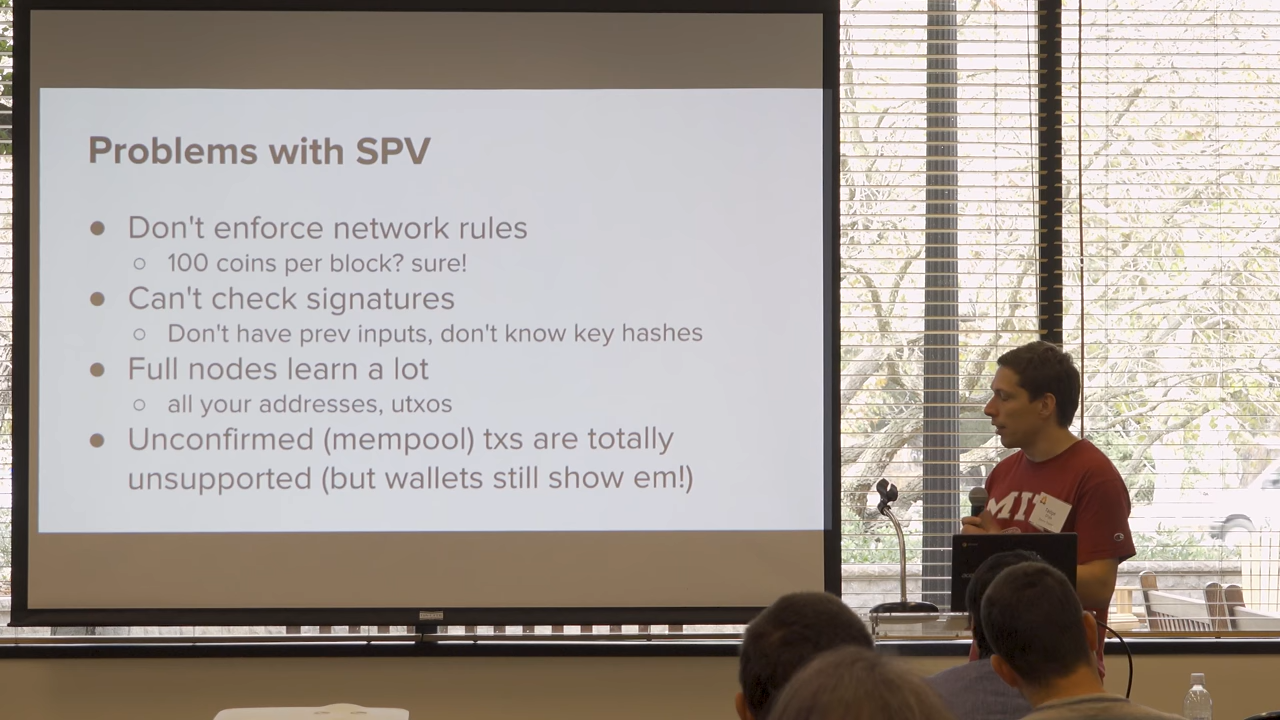 Problems with SPV
● Don't enforce network rules
○ 100 coins per block? sure!
● Can't check signatures
○ Don't have prev inputs, don't know key hashes
● Full nodes learn a lot
○ all your addresses, utxos
● Unconfirmed (mempool) txs are totally
unsupported (but wallets still show em!)
MIT